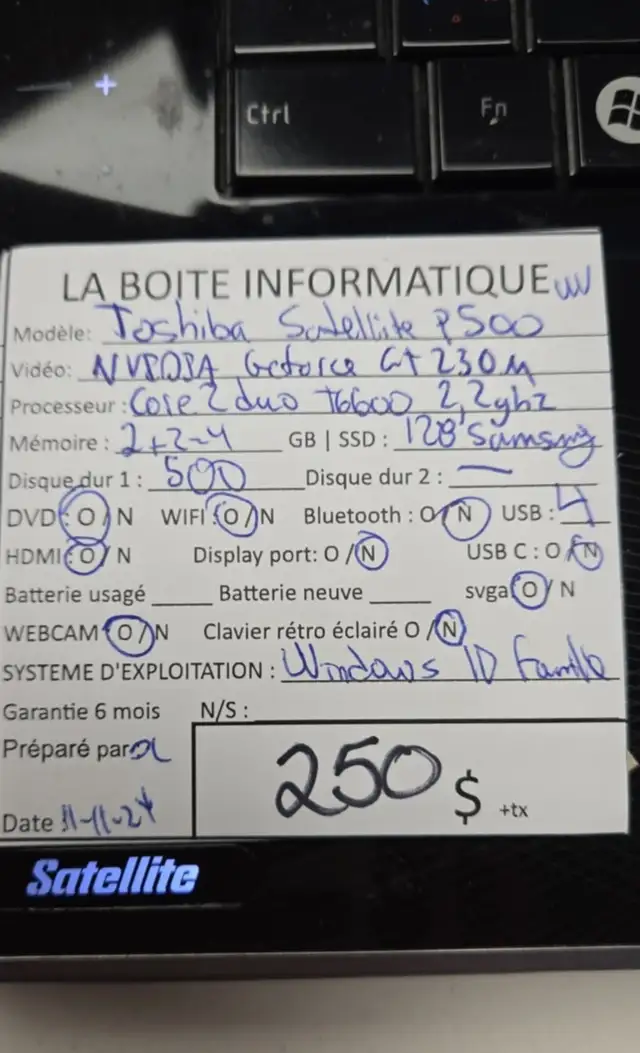 +
Ctrl
Fn
LA BOITE INFORMATIQUE
Modèle: Toshiba Satellite P500
Vidéo: NVIDIA Geforce GT 230M
Processeur : Core 2 duo T6600 2,2ghz
Mémoire : 2+2-4 GB | SSD : 128 Samsung
Disque dur 1 : 500 Disque dur 2 : —
DVD : O / N WIFI : O / N Bluetooth : O / N USB : 4
HDMI : O / N Display port: O / N USB C : O / N
Batterie usagé ____ Batterie neuve ____ svga O / N
WEBCAM O / N Clavier rétro éclairé O / N
SYSTEME D'EXPLOITATION : Windows 10 Famille
Garantie 6 mois N/S :
Préparé par
250 $ +tx
Date 11-11-24
Satellite